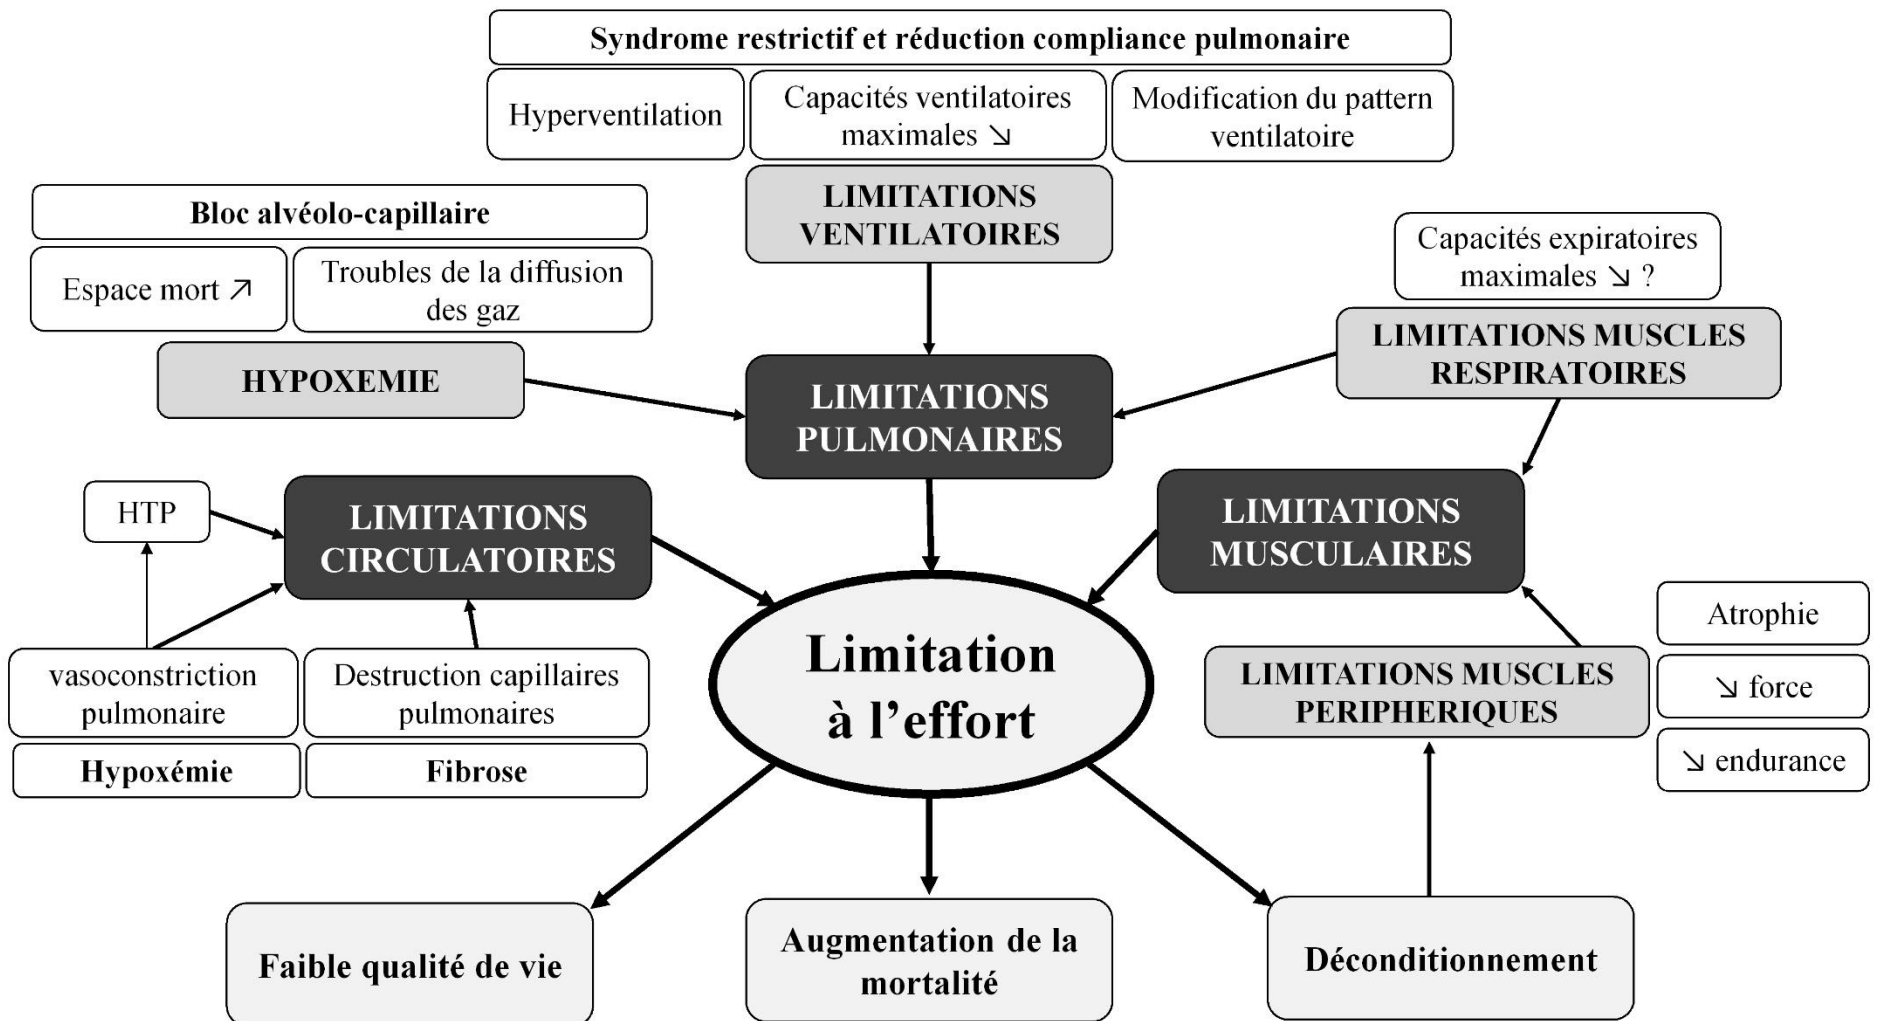 Syndrome restrictif et réduction compliance pulmonaire
Hyperventilation
Capacités ventilatoires
maximales ↘
Modification du pattern
ventilatoire
LIMITATIONS
VENTILATOIRES
Bloc alvéolo-capillaire
Espace mort ↗
Troubles de la diffusion
des gaz
HYPOXEMIE
Capacités expiratoires
maximales ↘ ?
LIMITATIONS MUSCLES
RESPIRATOIRES
LIMITATIONS
PULMONAIRES
HTP
LIMITATIONS
CIRCULATOIRES
LIMITATIONS
MUSCULAIRES
vasoconstriction
pulmonaire
Hypoxémie
Destruction capillaires
pulmonaires
Fibrose
Limitation
à l’effort
LIMITATIONS MUSCLES
PERIPHERIQUES
Atrophie
↘ force
↘ endurance
Faible qualité de vie
Augmentation de la
mortalité
Déconditionnement